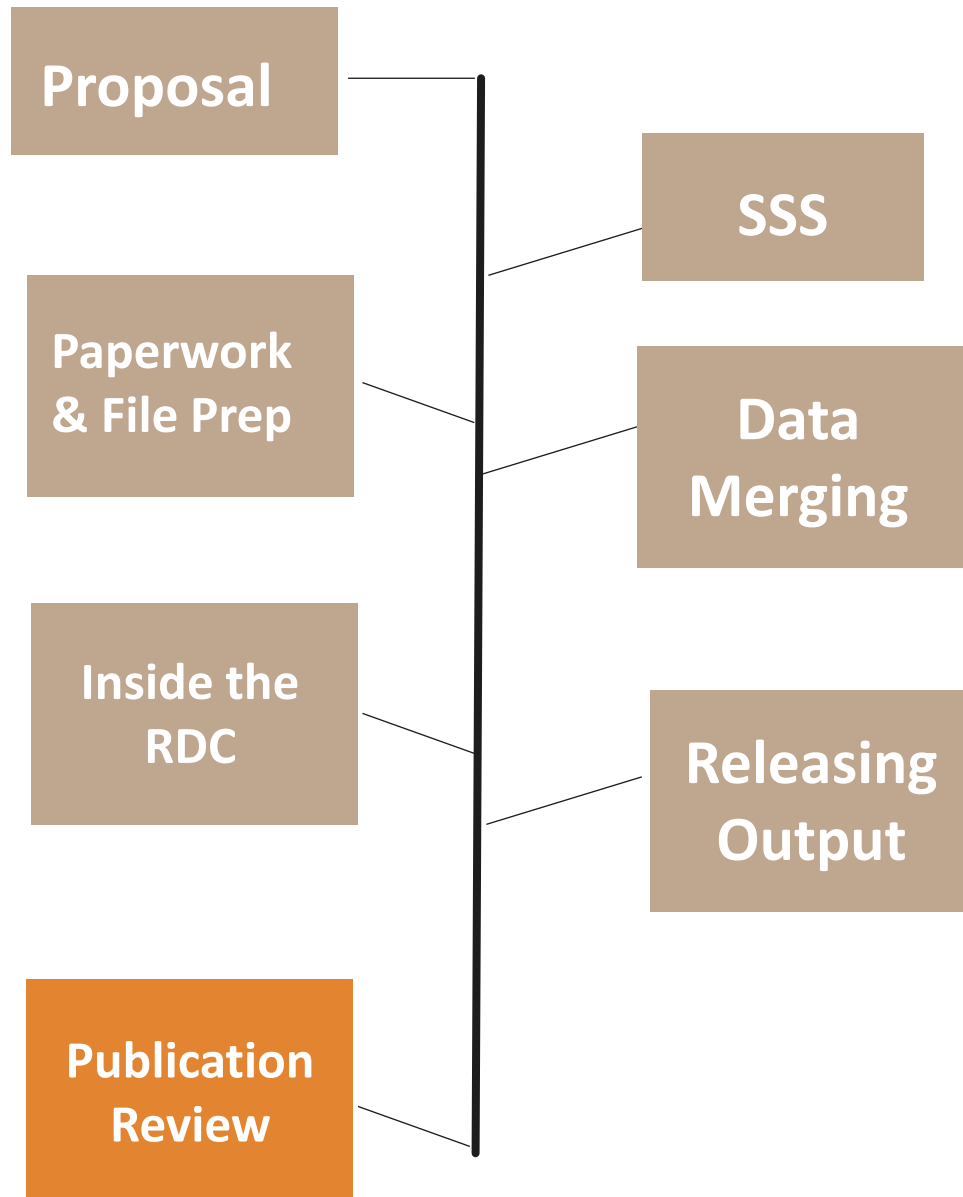 Proposal
SSS
Paperwork
& File Prep
Data
Merging
Inside the
RDC
Releasing
Output
Publication
Review